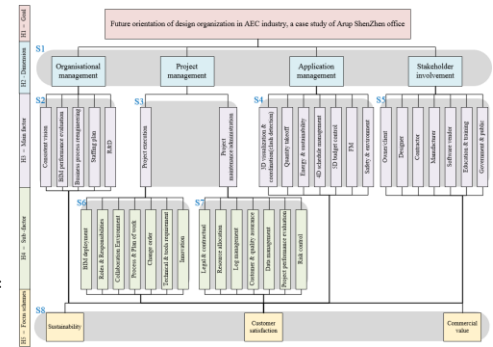 H1 - Goal
Future orientation of design organization in AEC industry, a case study of Arup ShenZhen office
S1
H2 - Dimension
Organisational
management
Project
management
Application
management
Stakeholder
involvement
S2
S3
S4
S5
H3 - Main factor
Consistent vision
BIM performance evaluation
Business process reengineering
Staffing plan
R&D
Project execution
Project
maintenance administration
3D visualization &
coordination(clash detection)
Quantity takeoff
Energy & sustainability
4D schedule management
5D budget control
FM
Safety & environment
Owner/client
Designer
Contractor
Manufacturer
Software vendor
Education & training
Government & public
S6
S7
H4 - Sub-factor
BIM deployment
Roles & Responsibilities
Collaboration Environment
Process & Plan of work
Change order
Technical & tools requirement
Innovation
Legal & contractual
Resource allocation
Log management
Customer & quality assurance
Data management
Project performance evaluation
Risk control
S8
H5 - Focus schemes
Sustainability
Customer
satisfaction
Commercial
value